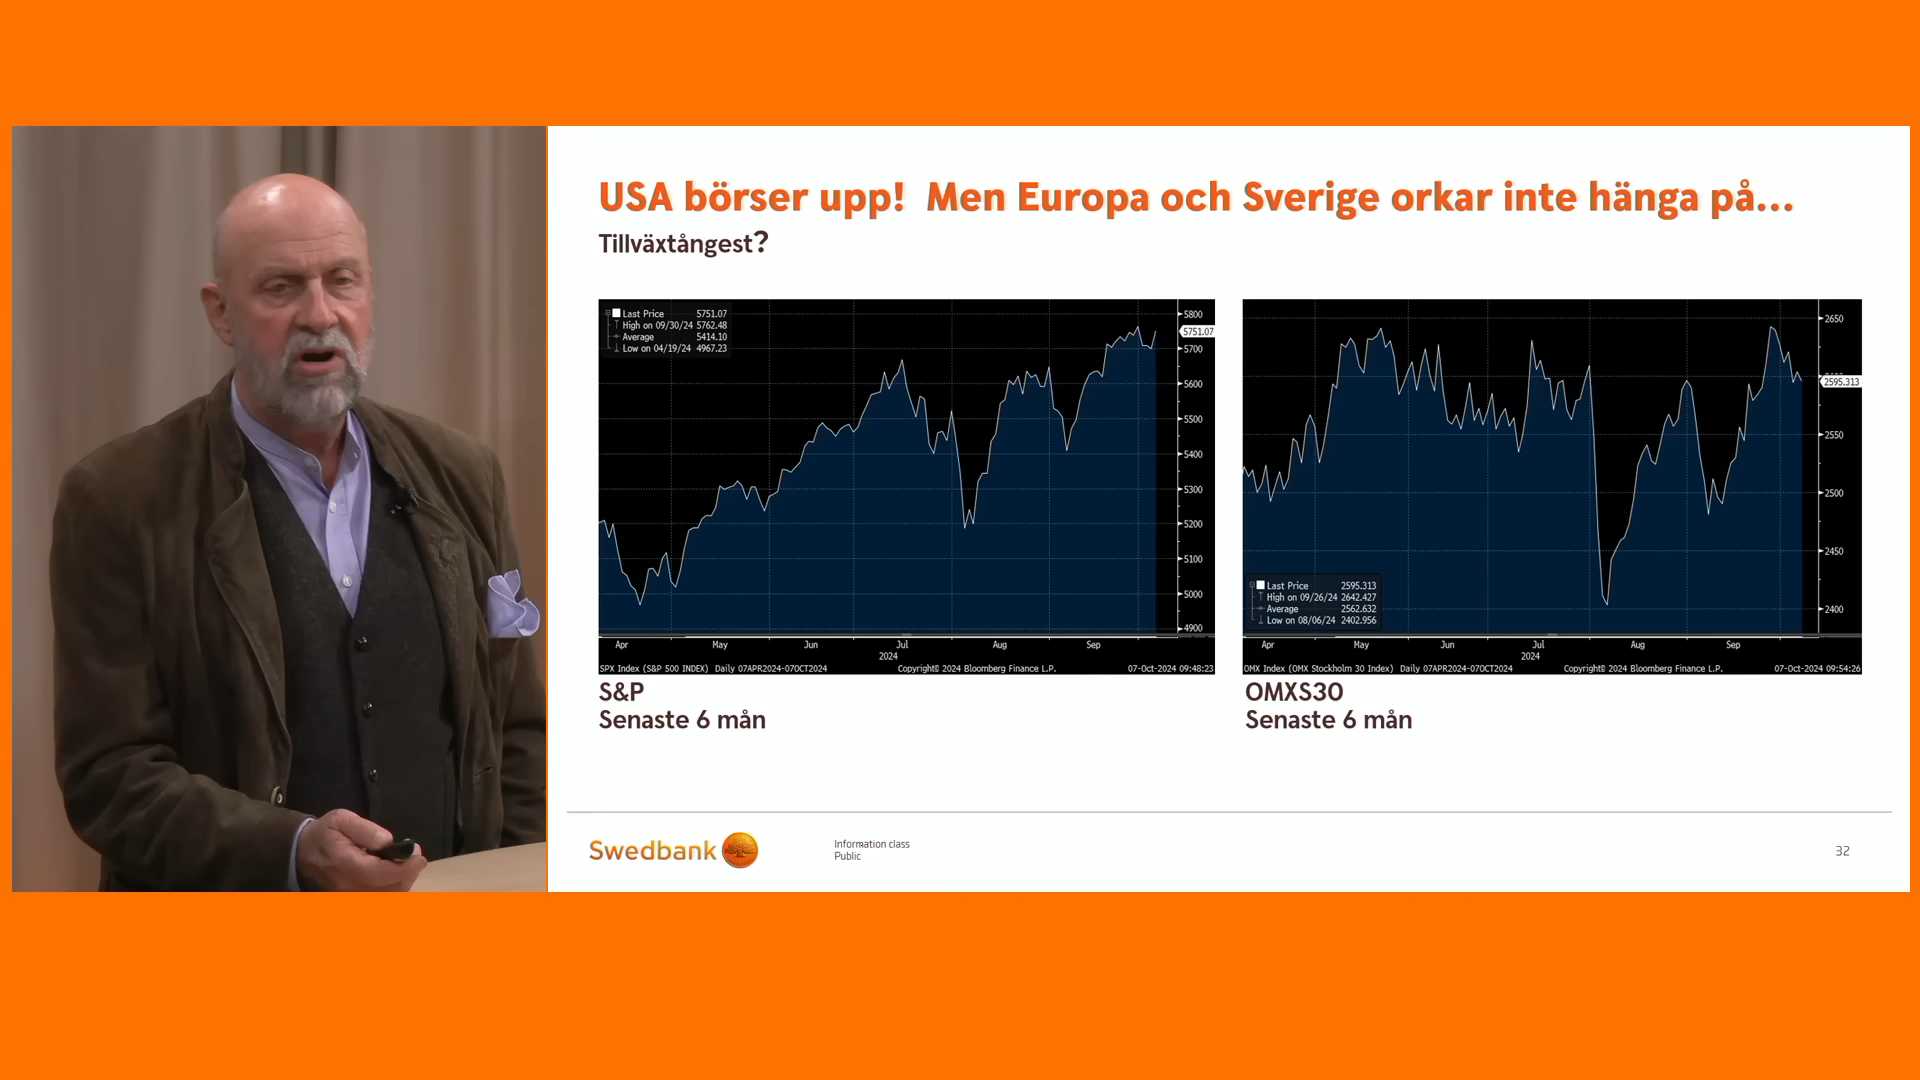 USA börser upp! Men Europa och Sverige orkar inte hänga på...
Tillväxtångest?
Last Price 5751.07
High on 09/30/24 5762.48
Average 5414.10
Low on 04/19/24 4967.23
5800
5751.07
5700
5600
5500
5400
5300
5200
5100
5000
4900
Apr May Jun Jul Aug Sep
2024
SPX Index (S&P 500 INDEX) Daily 07APR2024-07OCT2024 Copyright© 2024 Bloomberg Finance L.P. 07-Oct-2024 09:48:23
S&P
Senaste 6 mån
2650
2595.313
2550
2500
2450
2400
Last Price 2595.313
High on 09/26/24 2642.427
Average 2562.632
Low on 08/06/24 2402.956
Apr May Jun Jul Aug Sep
2024
OMX Index (OMX Stockholm 30 Index) Daily 07APR2024-07OCT2024 Copyright© 2024 Bloomberg Finance L.P. 07-Oct-2024 09:54:26
OMXS30
Senaste 6 mån
Swedbank
Information class
Public
32